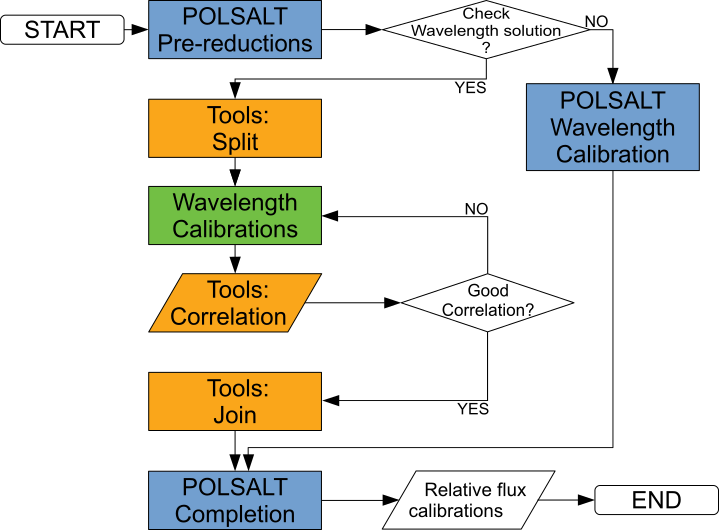 START
POLSALT
Pre-reductions
Check
Wavelength solution
?
NO
YES
POLSALT
Wavelength
Calibration
Tools:
Split
Wavelength
Calibrations
NO
Tools:
Correlation
Good
Correlation?
YES
Tools:
Join
POLSALT
Completion
Relative flux
calibrations
END